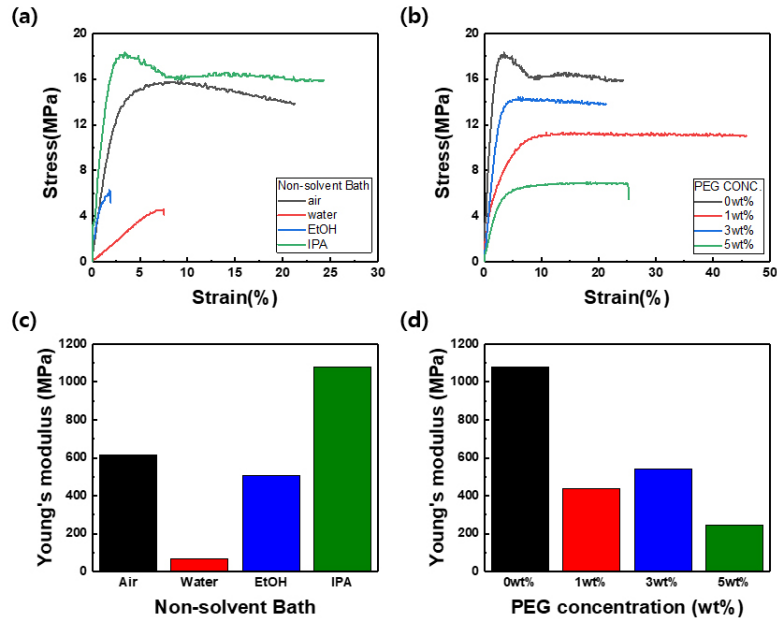 (a)
Stress(MPa)
20
16
12
8
4
0
Non-solvent Bath
air
water
EtOH
IPA
0 5 10 15 20 25 30
Strain(%)
(b)
Stress(MPa)
20
16
12
8
4
0
PEG CONC.
0wt%
1wt%
3wt%
5wt%
0 10 20 30 40 50
Strain(%)
(c)
Young's modulus (MPa)
1200
1000
800
600
400
200
0
Air Water EtOH IPA
Non-solvent Bath
(d)
Young's modulus (MPa)
1200
1000
800
600
400
200
0
0wt% 1wt% 3wt% 5wt%
PEG concentration (wt%)